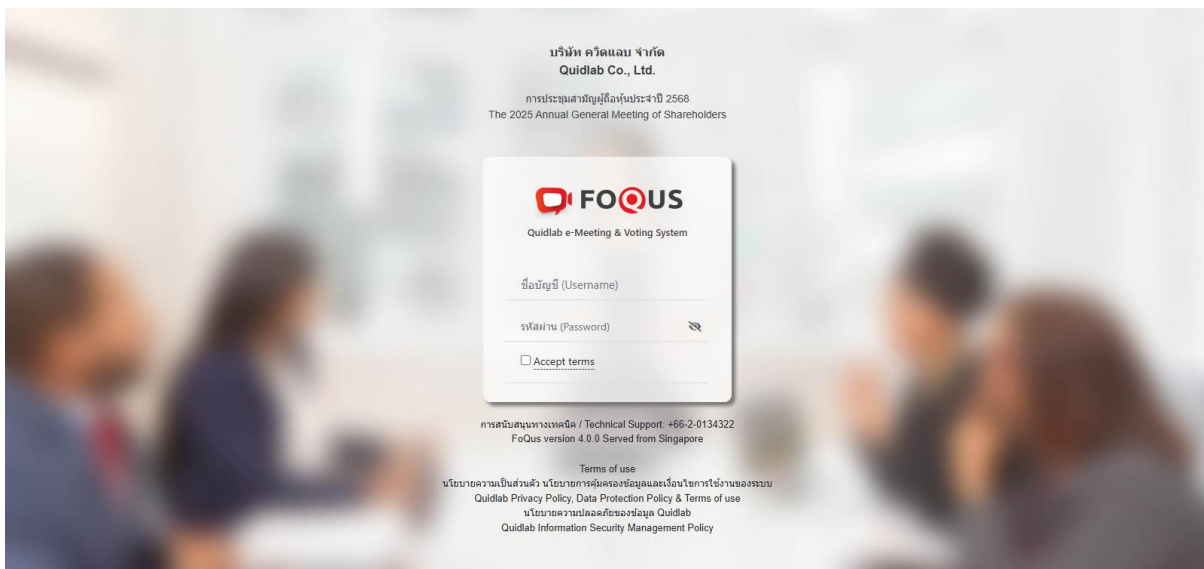 บริษัท ควิดแลบ จำกัด
Quidlab Co., Ltd.
การประชุมสามัญผู้ถือหุ้นประจำปี 2568
The 2025 Annual General Meeting of Shareholders
FOQUS
Quidlab e-Meeting & Voting System
ชื่อบัญชี (Username)
รหัสผ่าน (Password)
Accept terms
การสนับสนุนทางเทคนิค / Technical Support: +66-2-0134322
FoQus version 4.0.0 Served from Singapore
Terms of use
นโยบายความเป็นส่วนตัว นโยบายการคุ้มครองข้อมูลและเงื่อนไขการใช้งานของระบบ
Quidlab Privacy Policy, Data Protection Policy & Terms of use
นโยบายความปลอดภัยของข้อมูล Quidlab
Quidlab Information Security Management Policy